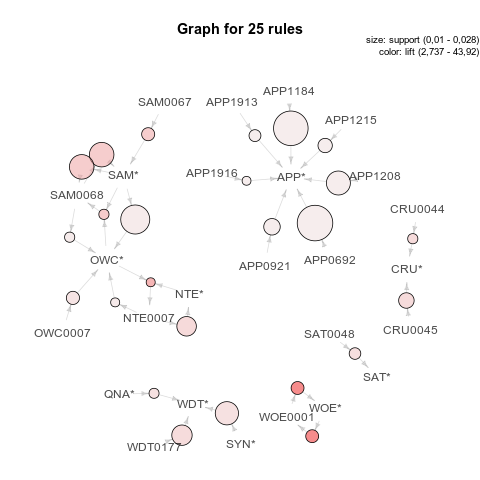 Graph for 25 rules
size: support (0,01 - 0,028)
color: lift (2,737 - 43,92)
APP1184
SAM0067
APP1913
APP1215
SAM*
APP1916
APP*
APP1208
SAM0068
CRU0044
OWC*
APP0921
APP0692
CRU*
NTE*
NTE0007
OWC0007
CRU0045
SAT0048
SAT*
QNA*
WDT*
WOE*
WOE0001
WDT0177
SYN*